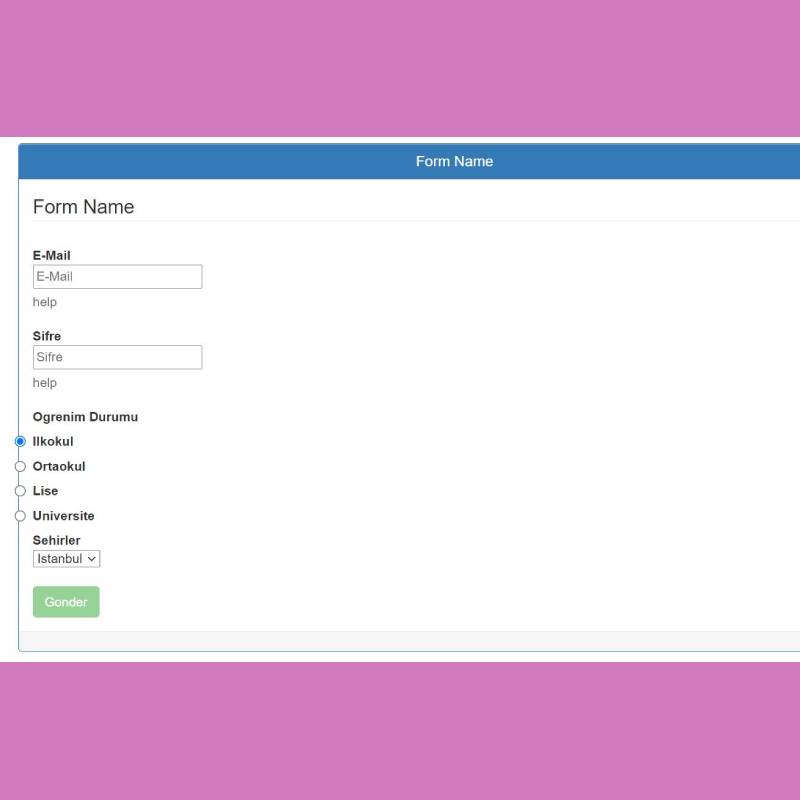 Form Name
Form Name
E-Mail
E-Mail
help
Sifre
Sifre
help
Ogrenim Durumu
Ilkokul
Ortaokul
Lise
Universite
Sehirler
Istanbul
Gonder